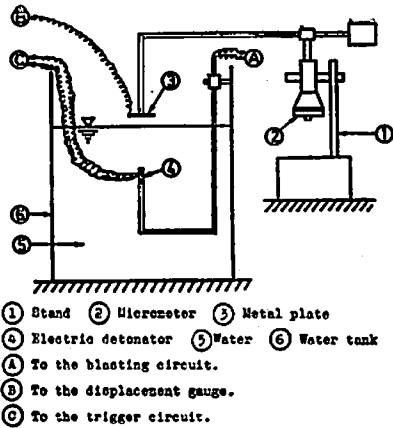 B
C
A
3
2
1
4
6
5
1 Stand 2 Micrometer 3 Metal plate
4 Electric detonator 5 Water 6 Water tank
A To the blasting circuit.
B To the displacement gauge.
C To the trigger circuit.